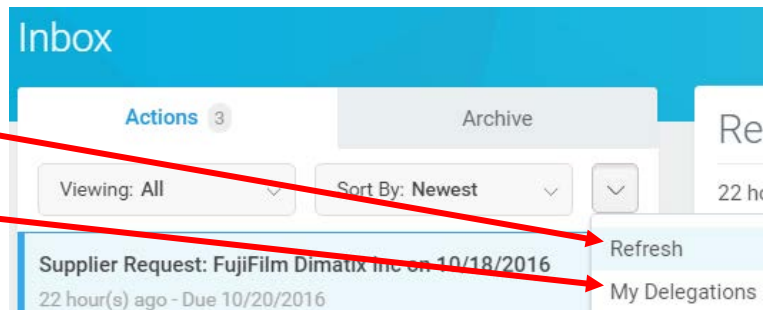 Inbox
Actions 3
Archive
Re
Viewing: All
Sort By: Newest
22 ho
Supplier Request: FujiFilm Dimatix Inc on 10/18/2016
22 hour(s) ago - Due 10/20/2016
Refresh
My Delegations